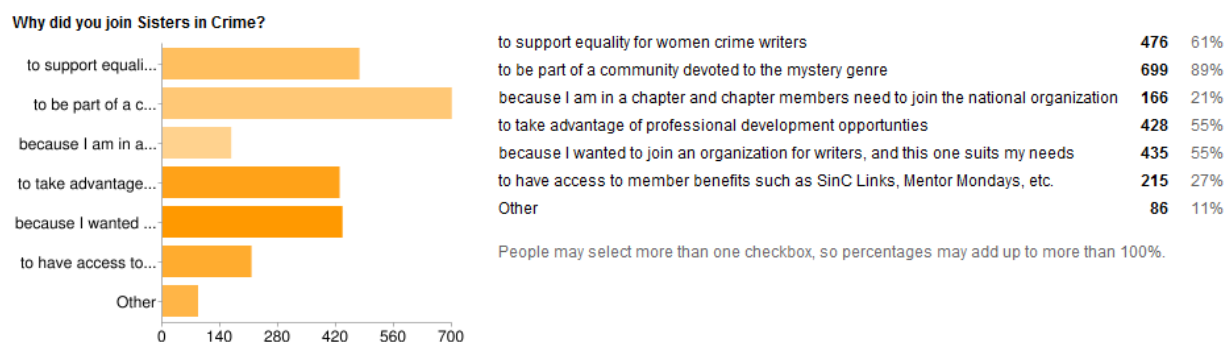 Why did you join Sisters in Crime?
to support equali...
to be part of a c...
because I am in a...
to take advantage...
because I wanted ...
to have access to...
Other
0 140 280 420 560 700
to support equality for women crime writers 476 61%
to be part of a community devoted to the mystery genre 699 89%
because I am in a chapter and chapter members need to join the national organization 166 21%
to take advantage of professional development opportunties 428 55%
because I wanted to join an organization for writers, and this one suits my needs 435 55%
to have access to member benefits such as SinC Links, Mentor Mondays, etc. 215 27%
Other 86 11%
People may select more than one checkbox, so percentages may add up to more than 100%.